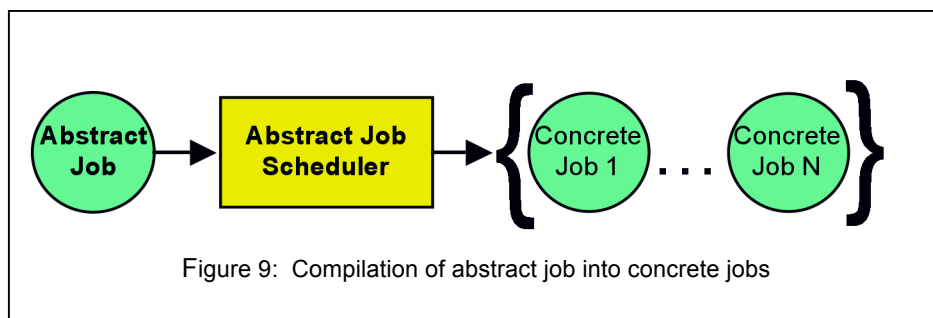 Abstract
Job
Abstract Job
Scheduler
{
Concrete
Job 1
...
Concrete
Job N
}
Figure 9:  Compilation of abstract job into concrete jobs